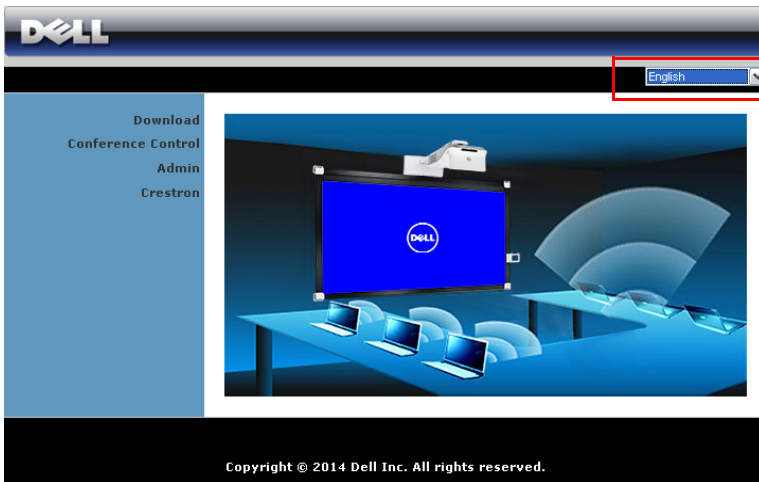 DELL
English
Download
Conference Control
Admin
Crestron
DELL
Copyright © 2014 Dell Inc. All rights reserved.